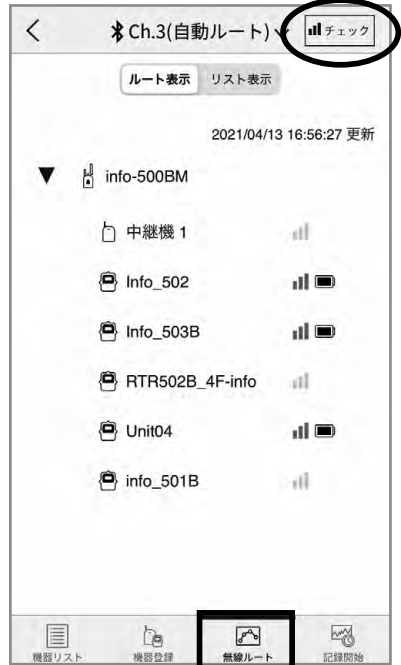 Ch.3(自動ルート)
チェック
ルート表示 リスト表示
2021/04/13 16:56:27 更新
info-500BM
中継機 1
Info_502
Info_503B
RTR502B_4F-info
Unit04
info_501B
機器リスト 機器登録 無線ルート 記録開始